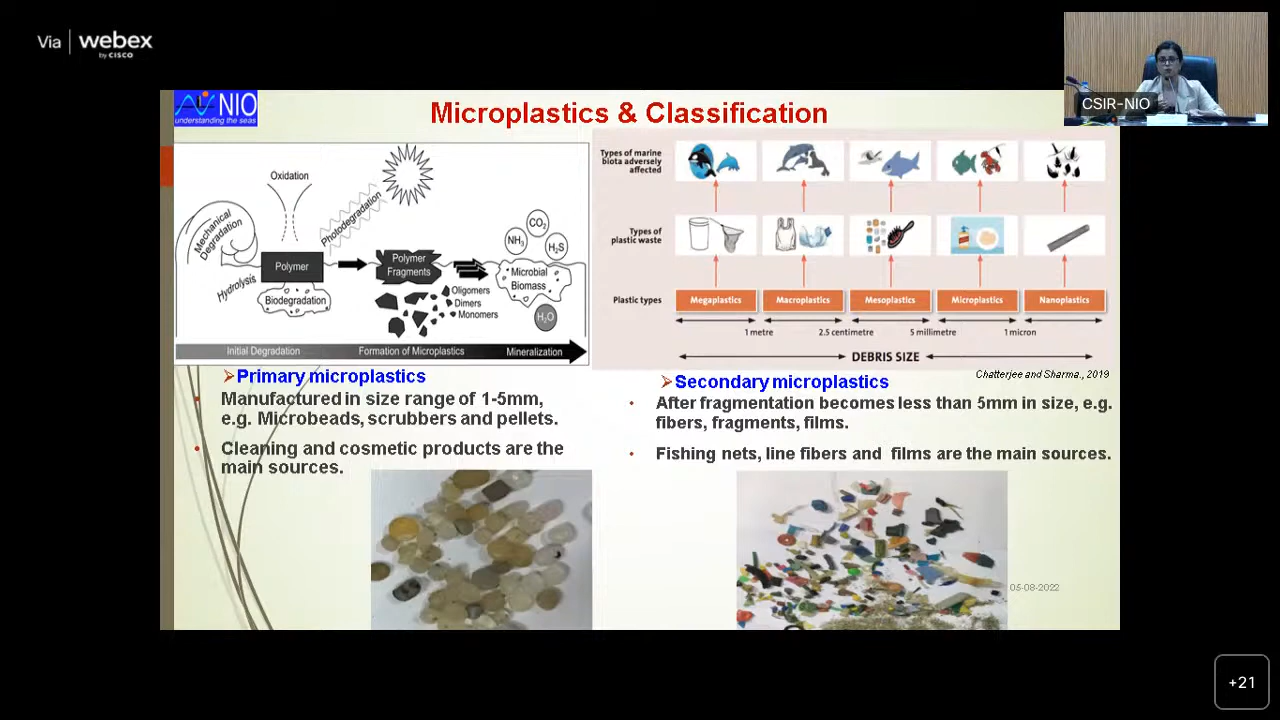 Via webex
by CISCO
CSIR-NIO
NIO
understanding the seas
Microplastics & Classification
Oxidation
Mechanical
Degradation
Photodegradation
Hydrolysis
Polymer
Biodegradation
Polymer
Fragments
Oligomers
Dimers
Monomers
CO2
NH3
H2S
Microbial
Biomass
H2O
Initial Degradation
Formation of Microplastics
Mineralization
Types of marine
biota adversely
affected
Types of
plastic waste
Plastic types
Megaplastics
Macroplastics
Mesoplastics
Microplastics
Nanoplastics
1 metre
2.5 centimetre
5 millimetre
1 micron
DEBRIS SIZE
Chatterjee and Sharma., 2019
Primary microplastics
Manufactured in size range of 1-5mm,
e.g. Microbeads, scrubbers and pellets.
Cleaning and cosmetic products are the
main sources.
Secondary microplastics
After fragmentation becomes less than 5mm in size, e.g.
fibers, fragments, films.
Fishing nets, line fibers and films are the main sources.
05-08-2022
+21